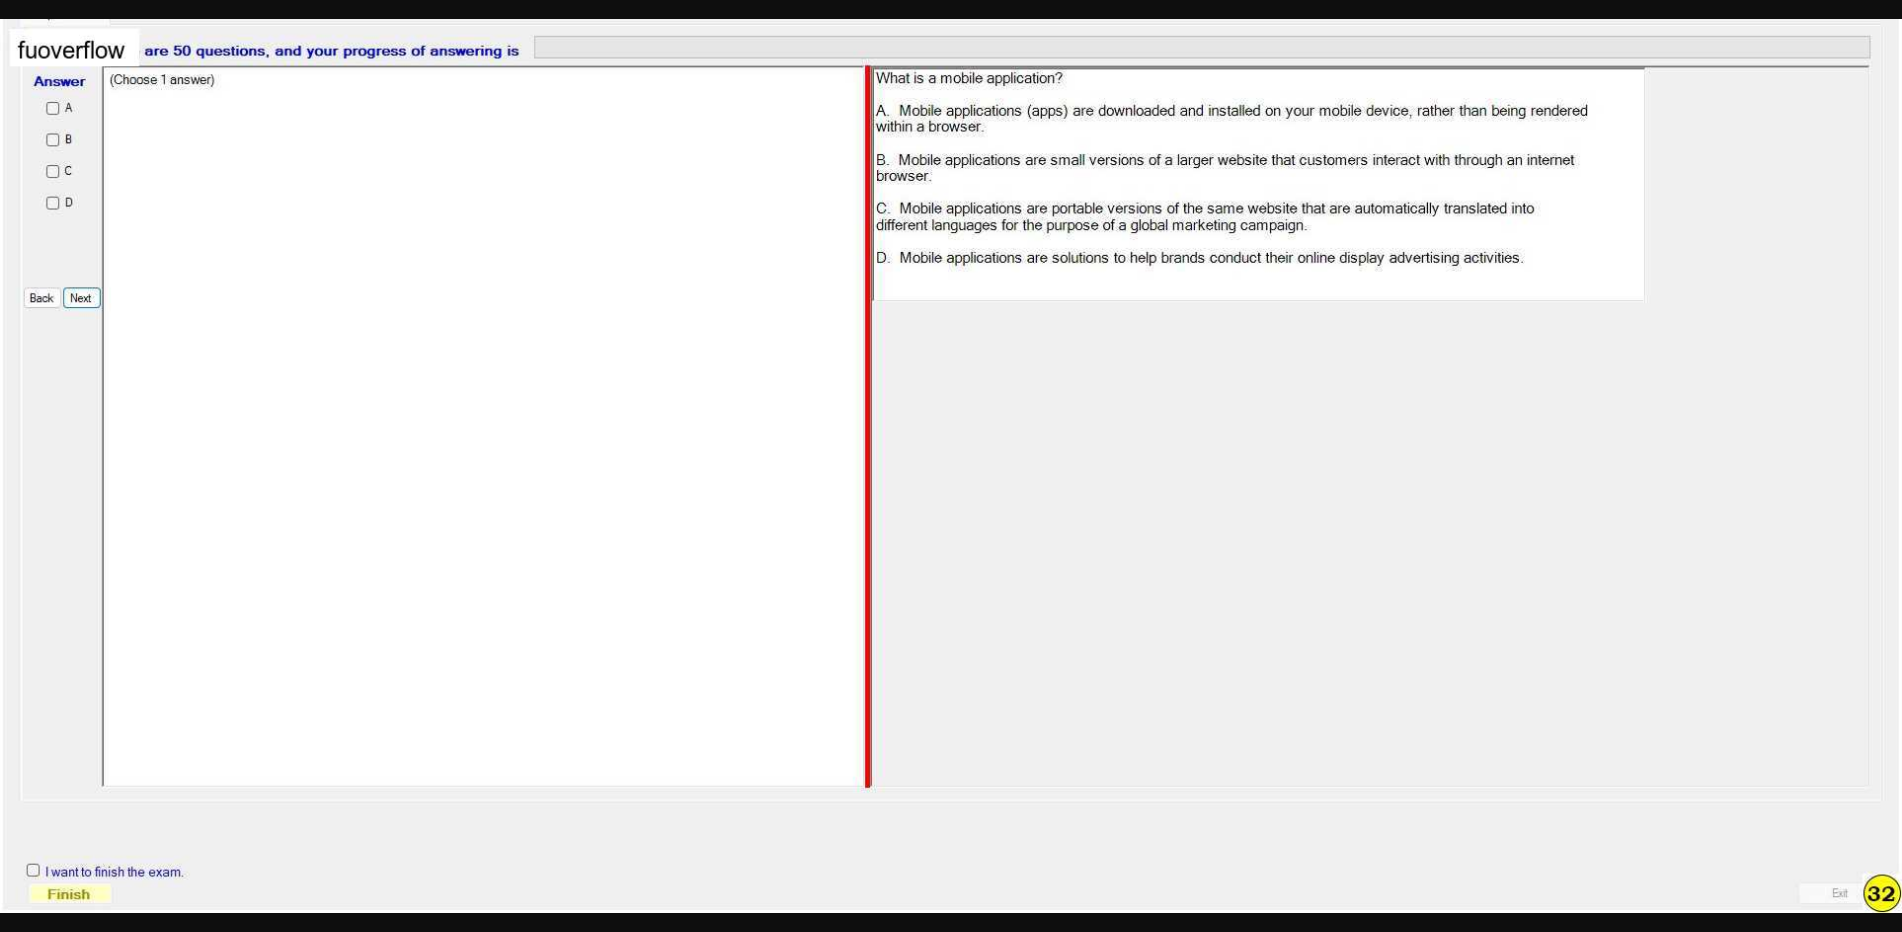 fuoverflow are 50 questions, and your progress of answering is
Answer
A
B
C
D
Back Next
(Choose 1 answer)
What is a mobile application?
A. Mobile applications (apps) are downloaded and installed on your mobile device, rather than being rendered
within a browser.
B. Mobile applications are small versions of a larger website that customers interact with through an internet
browser.
C. Mobile applications are portable versions of the same website that are automatically translated into
different languages for the purpose of a global marketing campaign.
D. Mobile applications are solutions to help brands conduct their online display advertising activities.
I want to finish the exam.
Finish
Exit 32